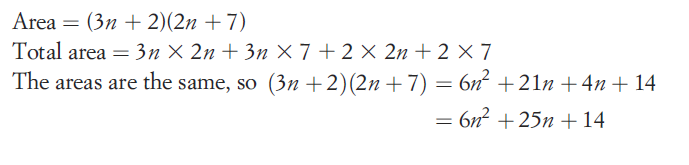 Area = (3n + 2)(2n + 7)
Total area = 3n × 2n + 3n × 7 + 2 × 2n + 2 × 7
The areas are the same, so (3n + 2)(2n + 7) = 6n² + 21n + 4n + 14
= 6n² + 25n + 14